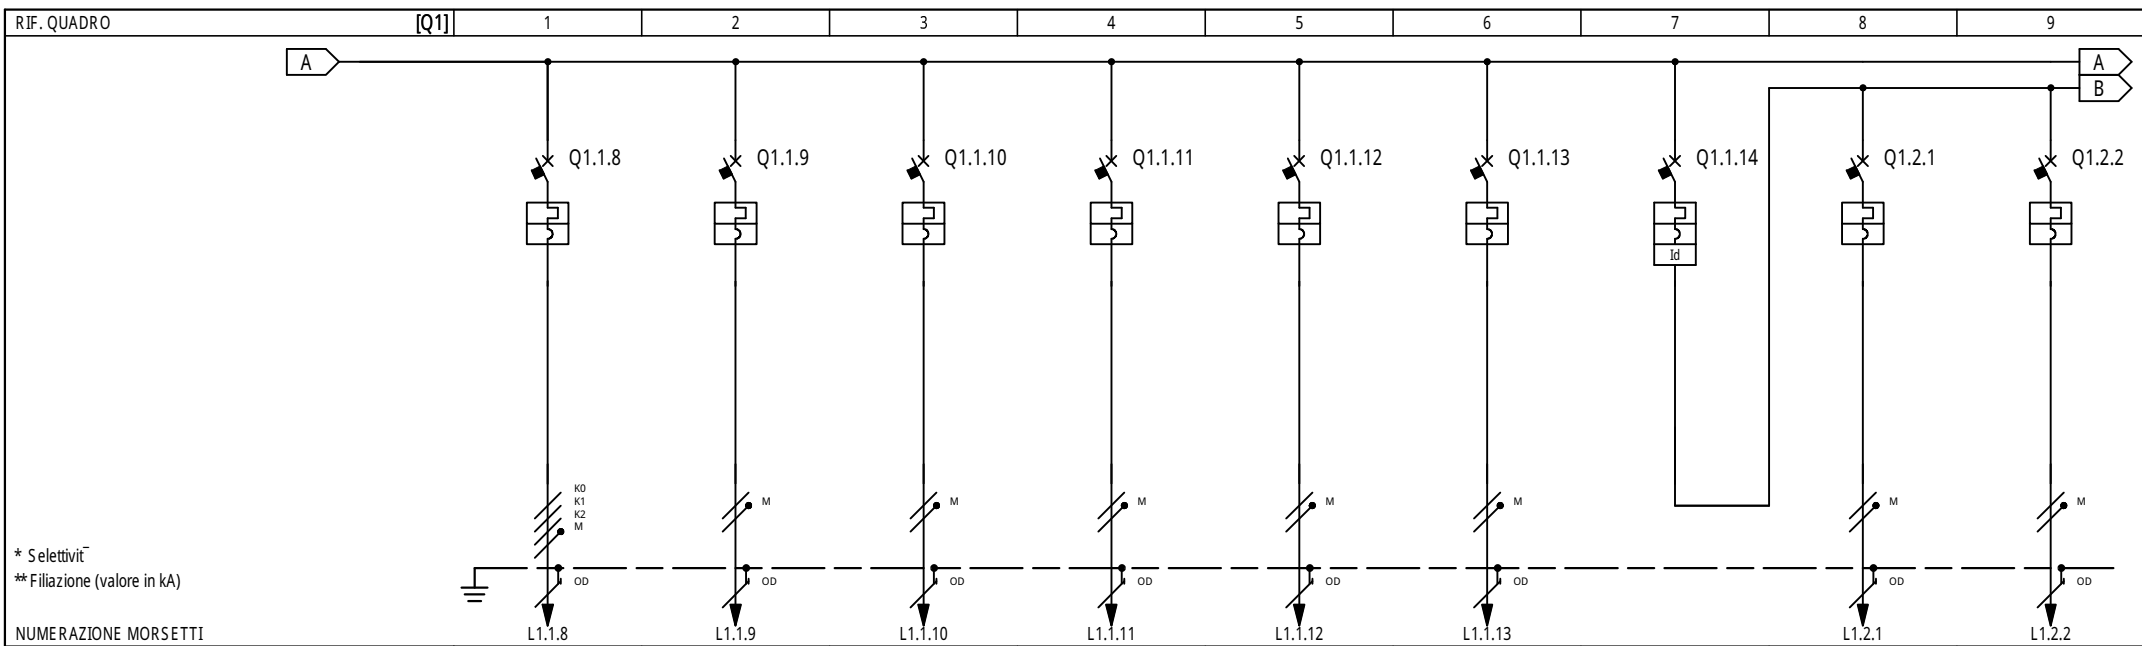 RIF. QUADRO [Q1] 1 2 3 4 5 6 7 8 9
A A
B
Q1.1.8 Q1.1.9 Q1.1.10 Q1.1.11 Q1.1.12 Q1.1.13 Q1.1.14 Q1.2.1 Q1.2.2
Id
K0
K1
K2
M M M M M M M M
* Selettivit¯
** Filiazione (valore in kA)
OD OD OD OD OD OD OD OD
NUMERAZIONE MORSETTI L1.1.8 L1.1.9 L1.1.10 L1.1.11 L1.1.12 L1.1.13 L1.2.1 L1.2.2